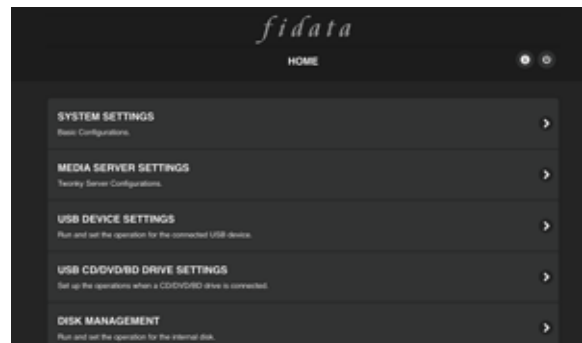 fidata
HOME
SYSTEM SETTINGS
Basic Configurations.
MEDIA SERVER SETTINGS
Twonky Server Configurations.
USB DEVICE SETTINGS
Run and set the operation for the connected USB device.
USB CD/DVD/BD DRIVE SETTINGS
Set up the operations when a CD/DVD/BD drive is connected.
DISK MANAGEMENT
Run and set the operation for the internal disk.